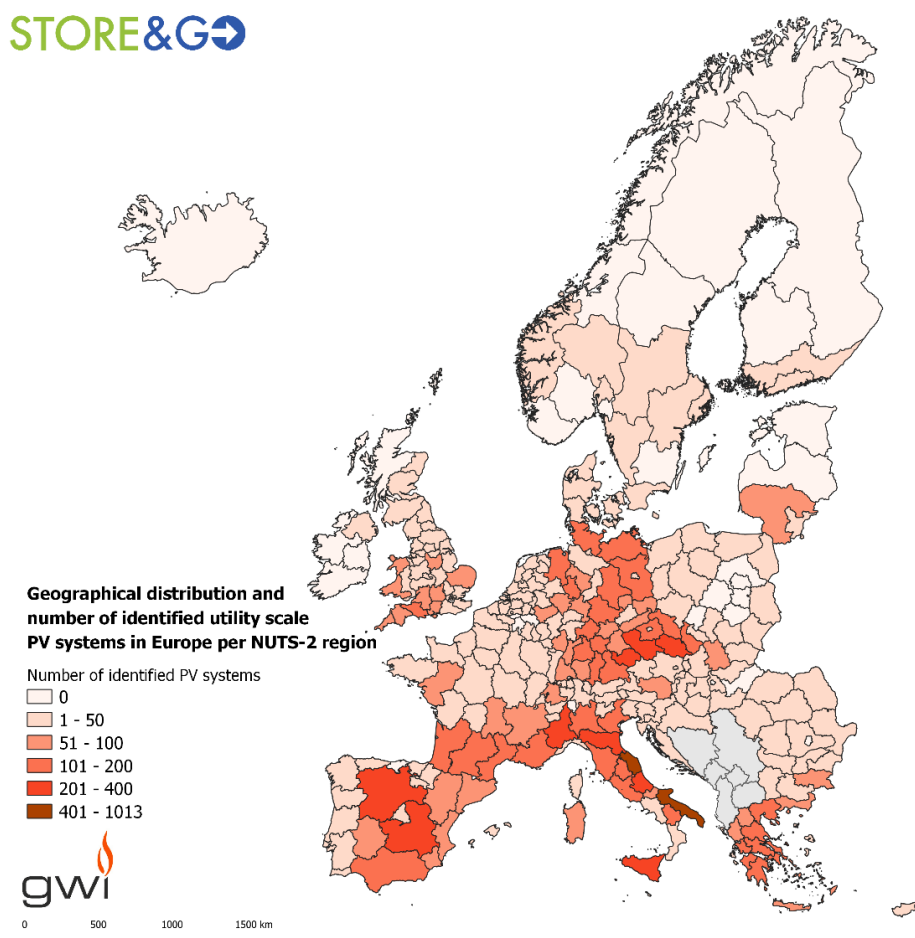 STORE&GO
Geographical distribution and
number of identified utility scale
PV systems in Europe per NUTS-2 region
Number of identified PV systems
0
1 - 50
51 - 100
101 - 200
201 - 400
401 - 1013
gwi
0 500 1000 1500 km